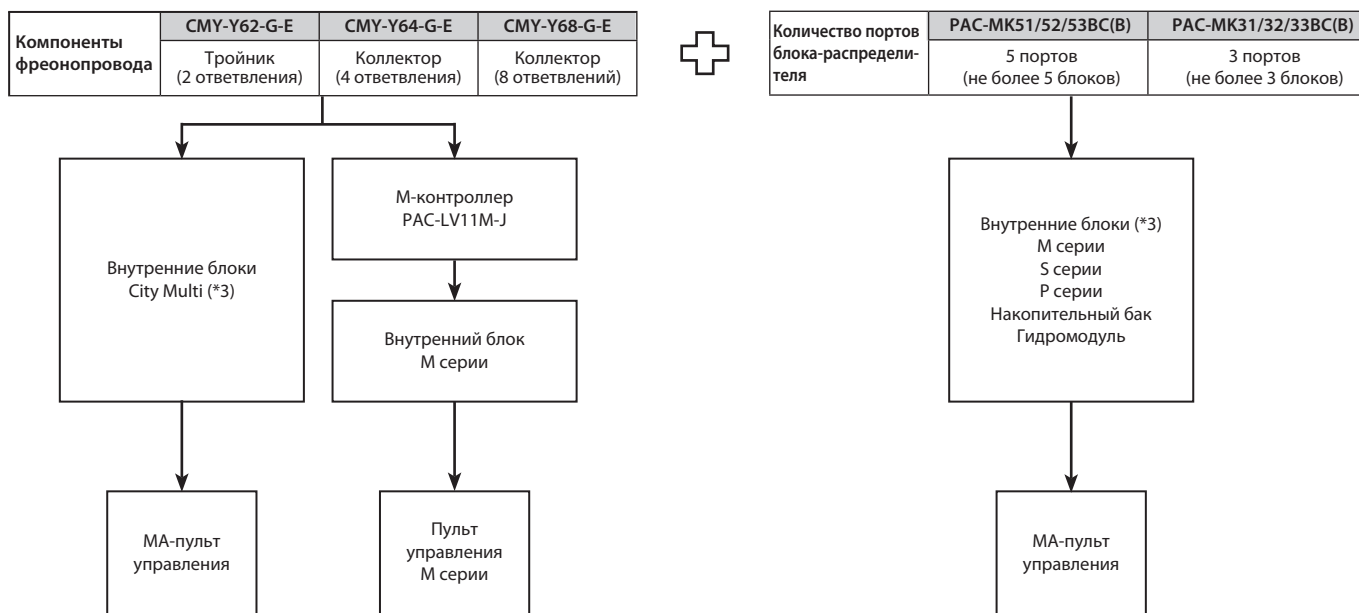 Компоненты
фреонопровода
CMY-Y62-G-E
CMY-Y64-G-E
CMY-Y68-G-E
Тройник
(2 ответвления)
Коллектор
(4 ответвления)
Коллектор
(8 ответвлений)
Количество портов
блока-распредели-
теля
PAC-MK51/52/53BC(B)
PAC-MK31/32/33BC(B)
5 портов
(не более 5 блоков)
3 портов
(не более 3 блоков)
Внутренние блоки
City Multi (*3)
М-контроллер
PAC-LV11M-J
Внутренний блок
М серии
Внутренние блоки (*3)
М серии
S серии
P серии
Накопительный бак
Гидромодуль
МА-пульт
управления
Пульт
управления
М серии
МА-пульт
управления